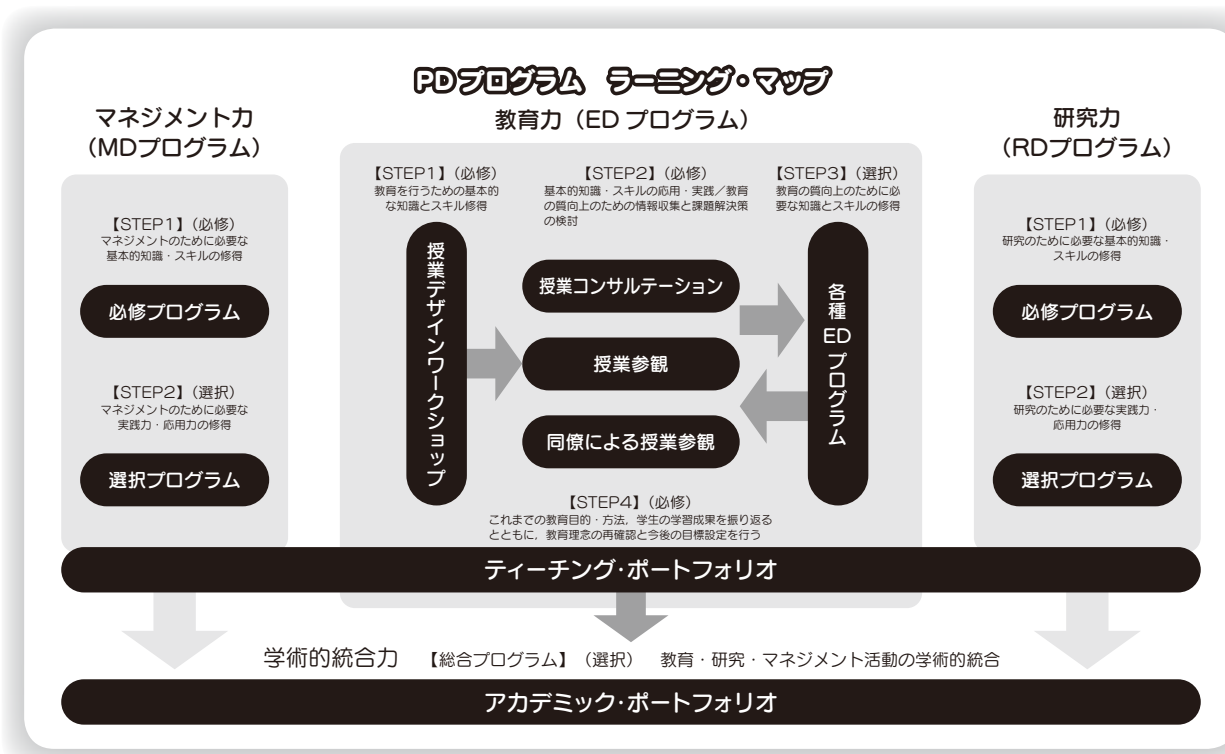 PDプログラム ラーニング・マップ
マネジメント力
（MDプログラム）
【STEP1】（必修）
マネジメントのために必要な
基本的知識・スキルの修得
必修プログラム
【STEP2】（選択）
マネジメントのために必要な
実践力・応用力の修得
選択プログラム
教育力（ED プログラム）
【STEP1】（必修）
教育を行うための基本的
な知識とスキル修得
授業デザインワークショップ
【STEP2】（必修）
基本的知識・スキルの応用・実践／教育
の質向上のための情報収集と課題解決策
の検討
授業コンサルテーション
授業参観
同僚による授業参観
【STEP3】（選択）
教育の質向上のために必
要な知識とスキルの修得
各種 ED プログラム
【STEP4】（必修）
これまでの教育目的・方法，学生の学習成果を振り返る
とともに，教育理念の再確認と今後の目標設定を行う
研究力
（RDプログラム）
【STEP1】（必修）
研究のために必要な基本的知識・
スキルの修得
必修プログラム
【STEP2】（選択）
研究のために必要な実践力・
応用力の修得
選択プログラム
ティーチング・ポートフォリオ
学術的統合力 【総合プログラム】（選択） 教育・研究・マネジメント活動の学術的統合
アカデミック・ポートフォリオ